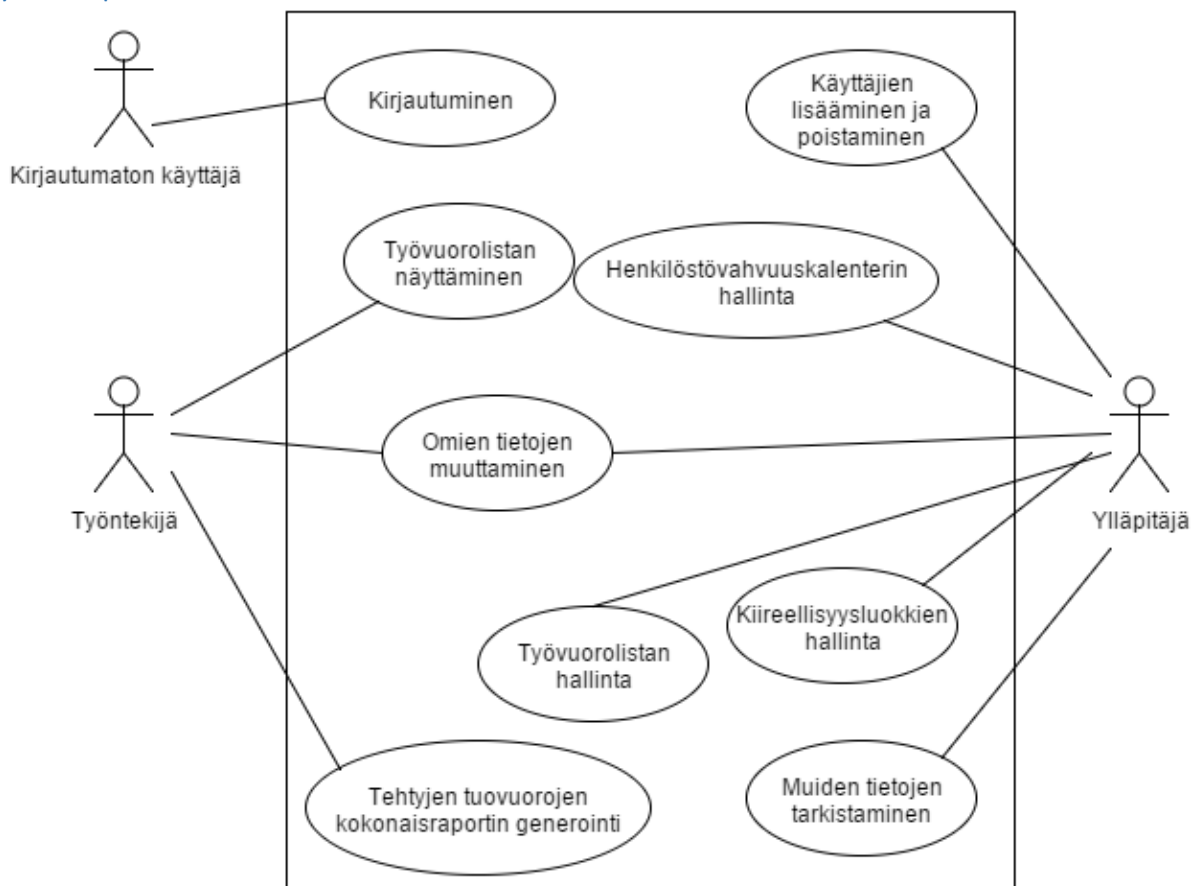 Kirjautuminen
Käyttäjien
lisääminen ja
poistaminen
Kirjautumaton käyttäjä
Työvuorolistan
näyttäminen
Henkilöstövahvuuskalenterin
hallinta
Omien tietojen
muuttaminen
Työntekijä
Ylläpitäjä
Työvuorolistan
hallinta
Kiireellisyysluokkien
hallinta
Tehtyjen tuovuorojen
kokonaisraportin generointi
Muiden tietojen
tarkistaminen